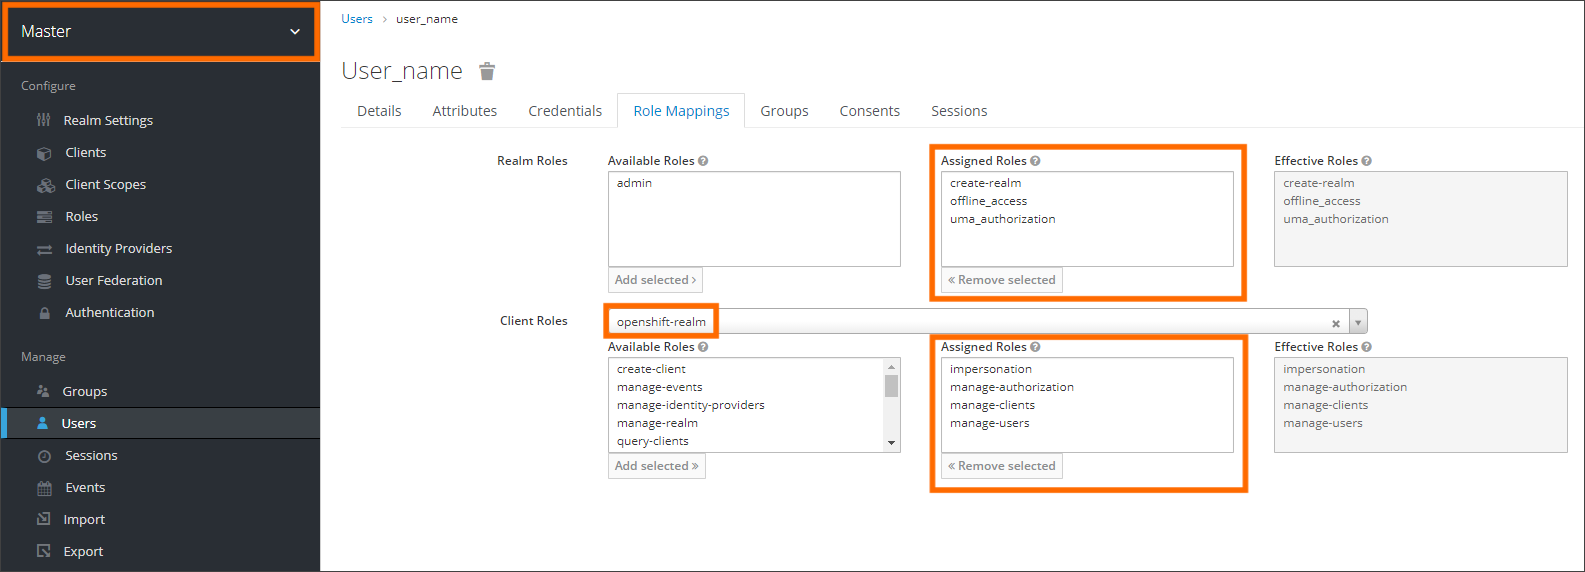 Master
Configure
Realm Settings
Clients
Client Scopes
Roles
Identity Providers
User Federation
Authentication
Manage
Groups
Users
Sessions
Events
Import
Export
Users > user_name
User_name
Details Attributes Credentials Role Mappings Groups Consents Sessions
Realm Roles
Available Roles
admin
Add selected >
Assigned Roles
create-realm
offline_access
uma_authorization
« Remove selected
Effective Roles
create-realm
offline_access
uma_authorization
Client Roles
openshift-realm
Available Roles
create-client
manage-events
manage-identity-providers
manage-realm
query-clients
Add selected »
Assigned Roles
impersonation
manage-authorization
manage-clients
manage-users
« Remove selected
Effective Roles
impersonation
manage-authorization
manage-clients
manage-users